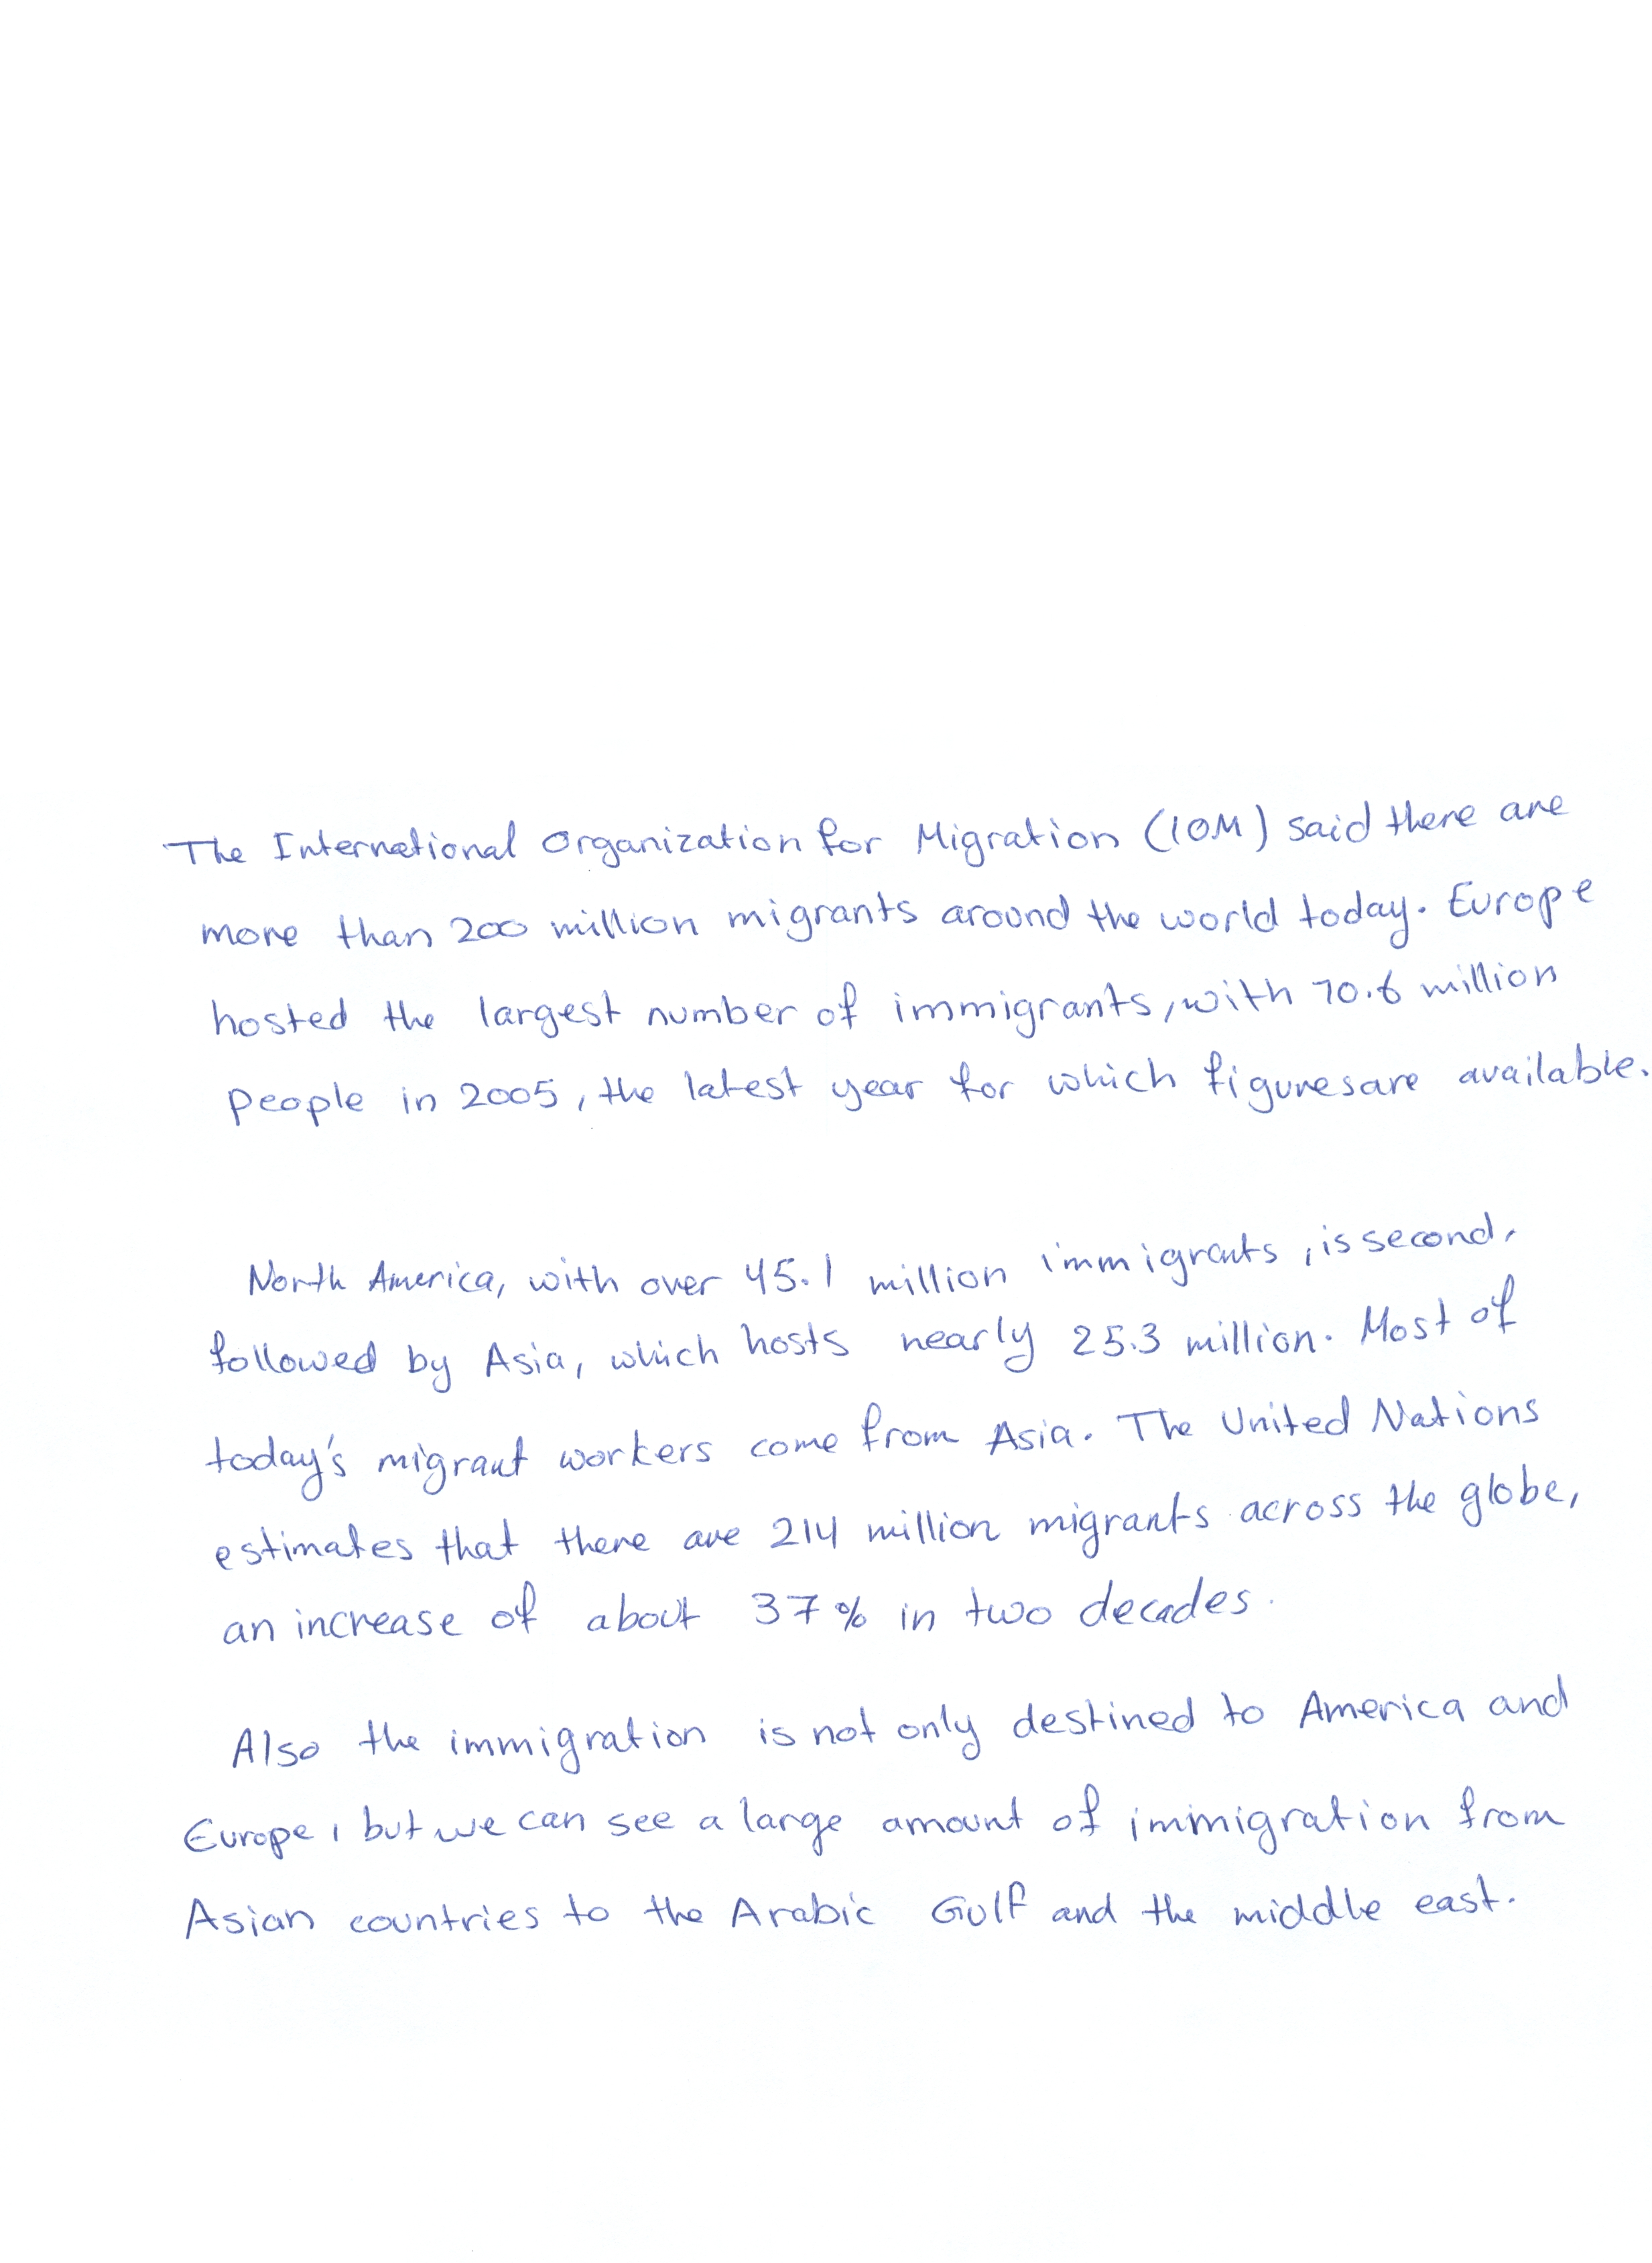 The International Organization for Migration (IOM) said there are
more than 200 million migrants around the world today. Europe
hosted the largest number of immigrants, with 70.6 million
People in 2005, the latest year for which figures are available.
North America, with over 45.1 million immigrants, is second,
followed by Asia, which hosts nearly 25.3 million. Most of
today's migrant workers come from Asia. The United Nations
estimates that there are 214 million migrants across the globe,
an increase of about 37% in two decades.
Also the immigration is not only destined to America and
Europe, but we can see a large amount of immigration from
Asian countries to the Arabic Gulf and the middle east.